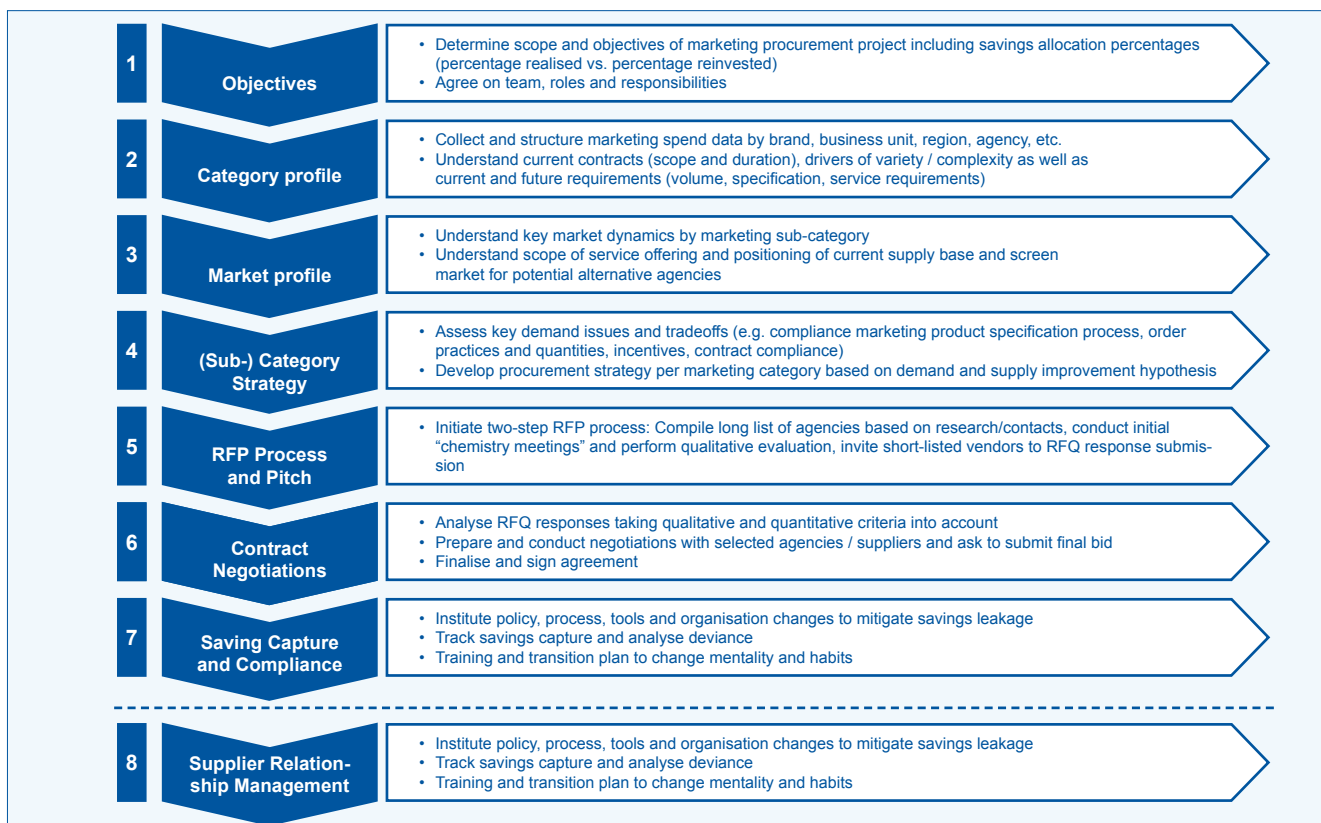 1
Objectives
• Determine scope and objectives of marketing procurement project including savings allocation percentages
(percentage realised vs. percentage reinvested)
• Agree on team, roles and responsibilities
2
Category profile
• Collect and structure marketing spend data by brand, business unit, region, agency, etc.
• Understand current contracts (scope and duration), drivers of variety / complexity as well as
current and future requirements (volume, specification, service requirements)
3
Market profile
• Understand key market dynamics by marketing sub-category
• Understand scope of service offering and positioning of current supply base and screen
market for potential alternative agencies
4
(Sub-) Category
Strategy
• Assess key demand issues and tradeoffs (e.g. compliance marketing product specification process, order
practices and quantities, incentives, contract compliance)
• Develop procurement strategy per marketing category based on demand and supply improvement hypothesis
5
RFP Process
and Pitch
• Initiate two-step RFP process: Compile long list of agencies based on research/contacts, conduct initial
“chemistry meetings” and perform qualitative evaluation, invite short-listed vendors to RFQ response submis-
sion
6
Contract
Negotiations
• Analyse RFQ responses taking qualitative and quantitative criteria into account
• Prepare and conduct negotiations with selected agencies / suppliers and ask to submit final bid
• Finalise and sign agreement
7
Saving Capture
and Compliance
• Institute policy, process, tools and organisation changes to mitigate savings leakage
• Track savings capture and analyse deviance
• Training and transition plan to change mentality and habits
8
Supplier Relation-
ship Management
• Institute policy, process, tools and organisation changes to mitigate savings leakage
• Track savings capture and analyse deviance
• Training and transition plan to change mentality and habits